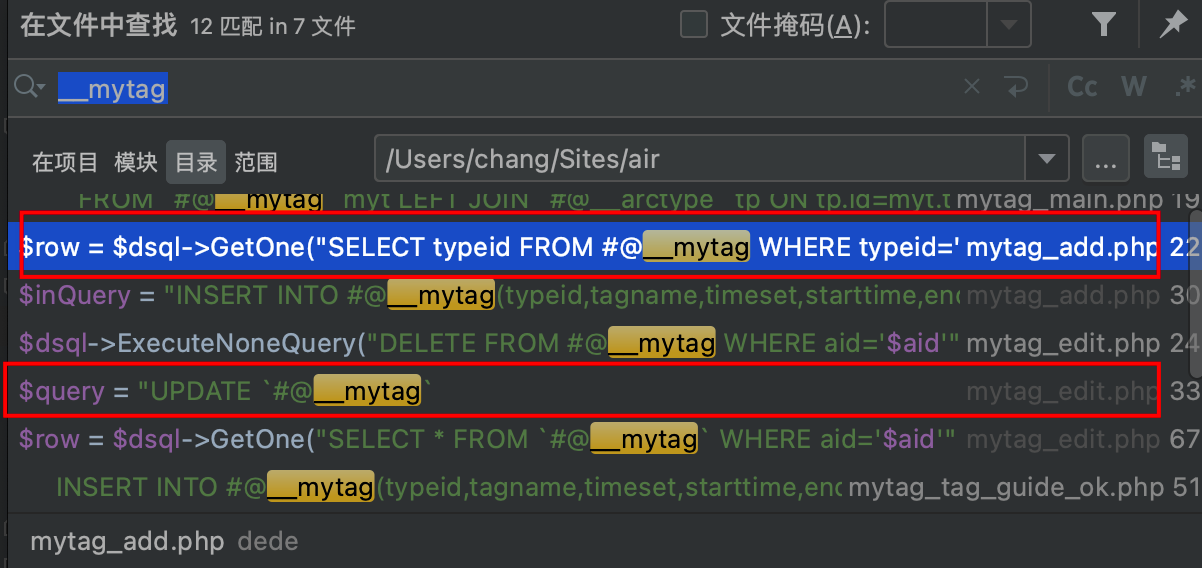 在文件中查找 12 匹配 in 7 文件 文件掩码(A):
__mytag Cc W .*
在项目 模块 目录 范围 /Users/chang/Sites/air ...
FROM `#@__mytag` myt LEFT JOIN `#@__arctype` tp ON tp.id=myt.t mytag_main.php 19
$row = $dsql->GetOne("SELECT typeid FROM #@__mytag WHERE typeid=' mytag_add.php 22
$inQuery = "INSERT INTO #@__mytag(typeid,tagname,timeset,starttime,enc mytag_add.php 30
$dsql->ExecuteNoneQuery("DELETE FROM #@__mytag WHERE aid='$aid'" mytag_edit.php 24
$query = "UPDATE `#@__mytag` mytag_edit.php 33
$row = $dsql->GetOne("SELECT * FROM `#@__mytag` WHERE aid='$aid'" mytag_edit.php 67
INSERT INTO #@__mytag(typeid,tagname,timeset,starttime,enc mytag_tag_guide_ok.php 51
mytag_add.php dede